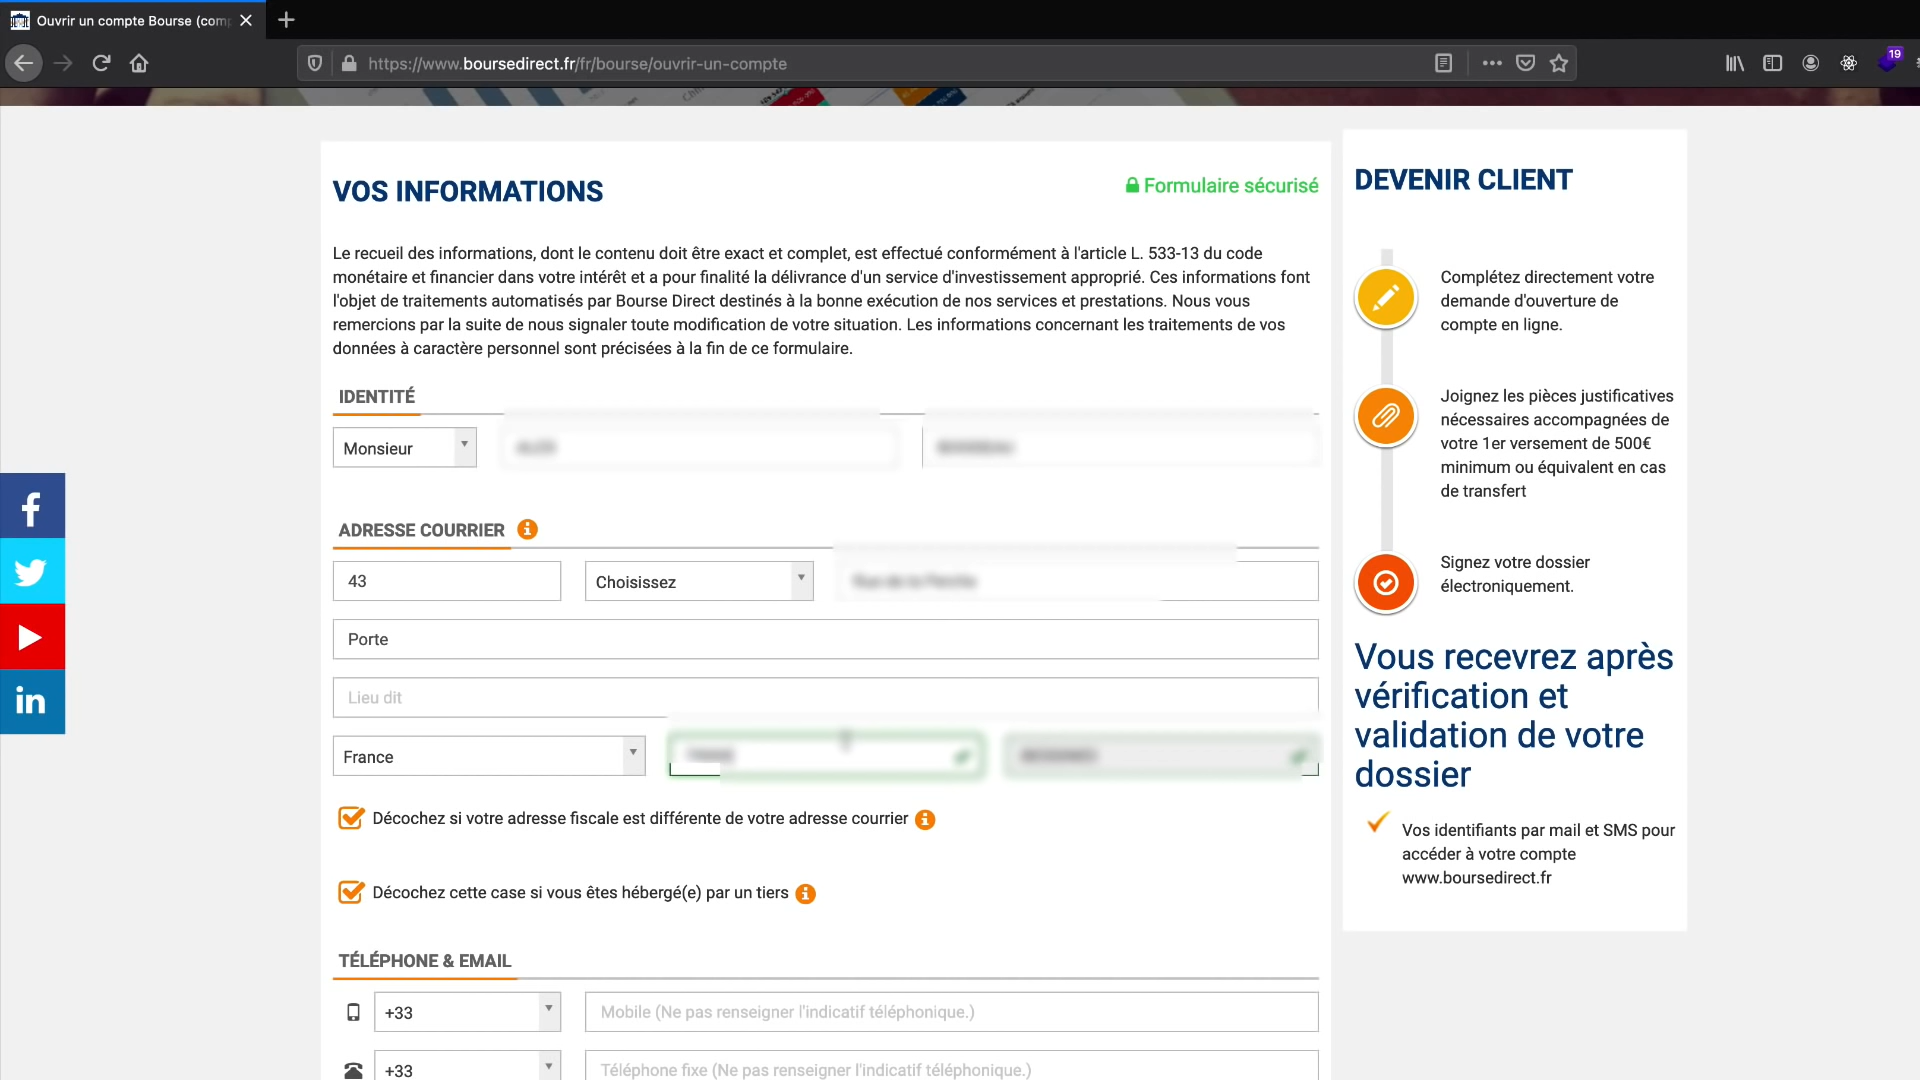 Ouvrir un compte Bourse (com
19
https://www.boursedirect.fr/fr/bourse/ouvrir-un-compte
VOS INFORMATIONS
Formulaire sécurisé
Le recueil des informations, dont le contenu doit être exact et complet, est effectué conformément à l'article L. 533-13 du code
monétaire et financier dans votre intérêt et a pour finalité la délivrance d'un service d'investissement approprié. Ces informations font
l'objet de traitements automatisés par Bourse Direct destinés à la bonne exécution de nos services et prestations. Nous vous
remercions par la suite de nous signaler toute modification de votre situation. Les informations concernant les traitements de vos
données à caractère personnel sont précisées à la fin de ce formulaire.
IDENTITÉ
Monsieur
ADRESSE COURRIER
43
Choisissez
Porte
Lieu dit
France
Décochez si votre adresse fiscale est différente de votre adresse courrier
Décochez cette case si vous êtes hébergé(e) par un tiers
TÉLÉPHONE & EMAIL
+33
Mobile (Ne pas renseigner l'indicatif téléphonique.)
+33
Téléphone fixe (Ne pas renseigner l'indicatif téléphonique.)
DEVENIR CLIENT
Complétez directement votre
demande d'ouverture de
compte en ligne.
Joignez les pièces justificatives
nécessaires accompagnées de
votre 1er versement de 500€
minimum ou équivalent en cas
de transfert
Signez votre dossier
électroniquement.
Vous recevrez après
vérification et
validation de votre
dossier
Vos identifiants par mail et SMS pour
accéder à votre compte
www.boursedirect.fr